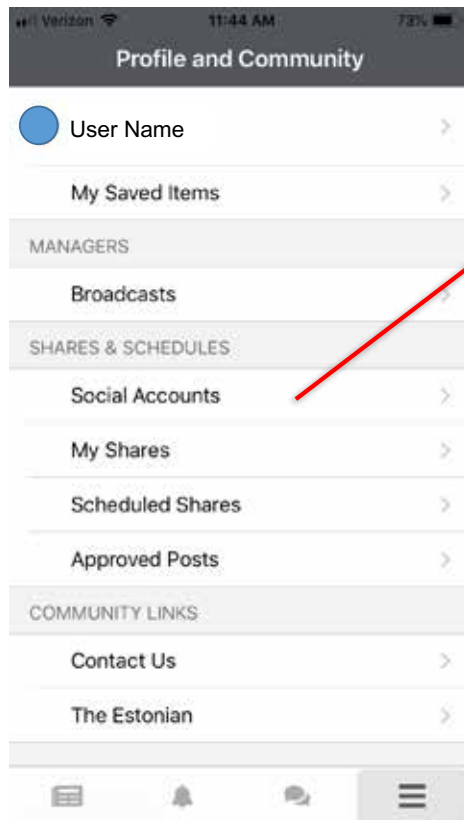 Verizon 11:44 AM 73%
Profile and Community
User Name
My Saved Items
MANAGERS
Broadcasts
SHARES & SCHEDULES
Social Accounts
My Shares
Scheduled Shares
Approved Posts
COMMUNITY LINKS
Contact Us
The Estonian